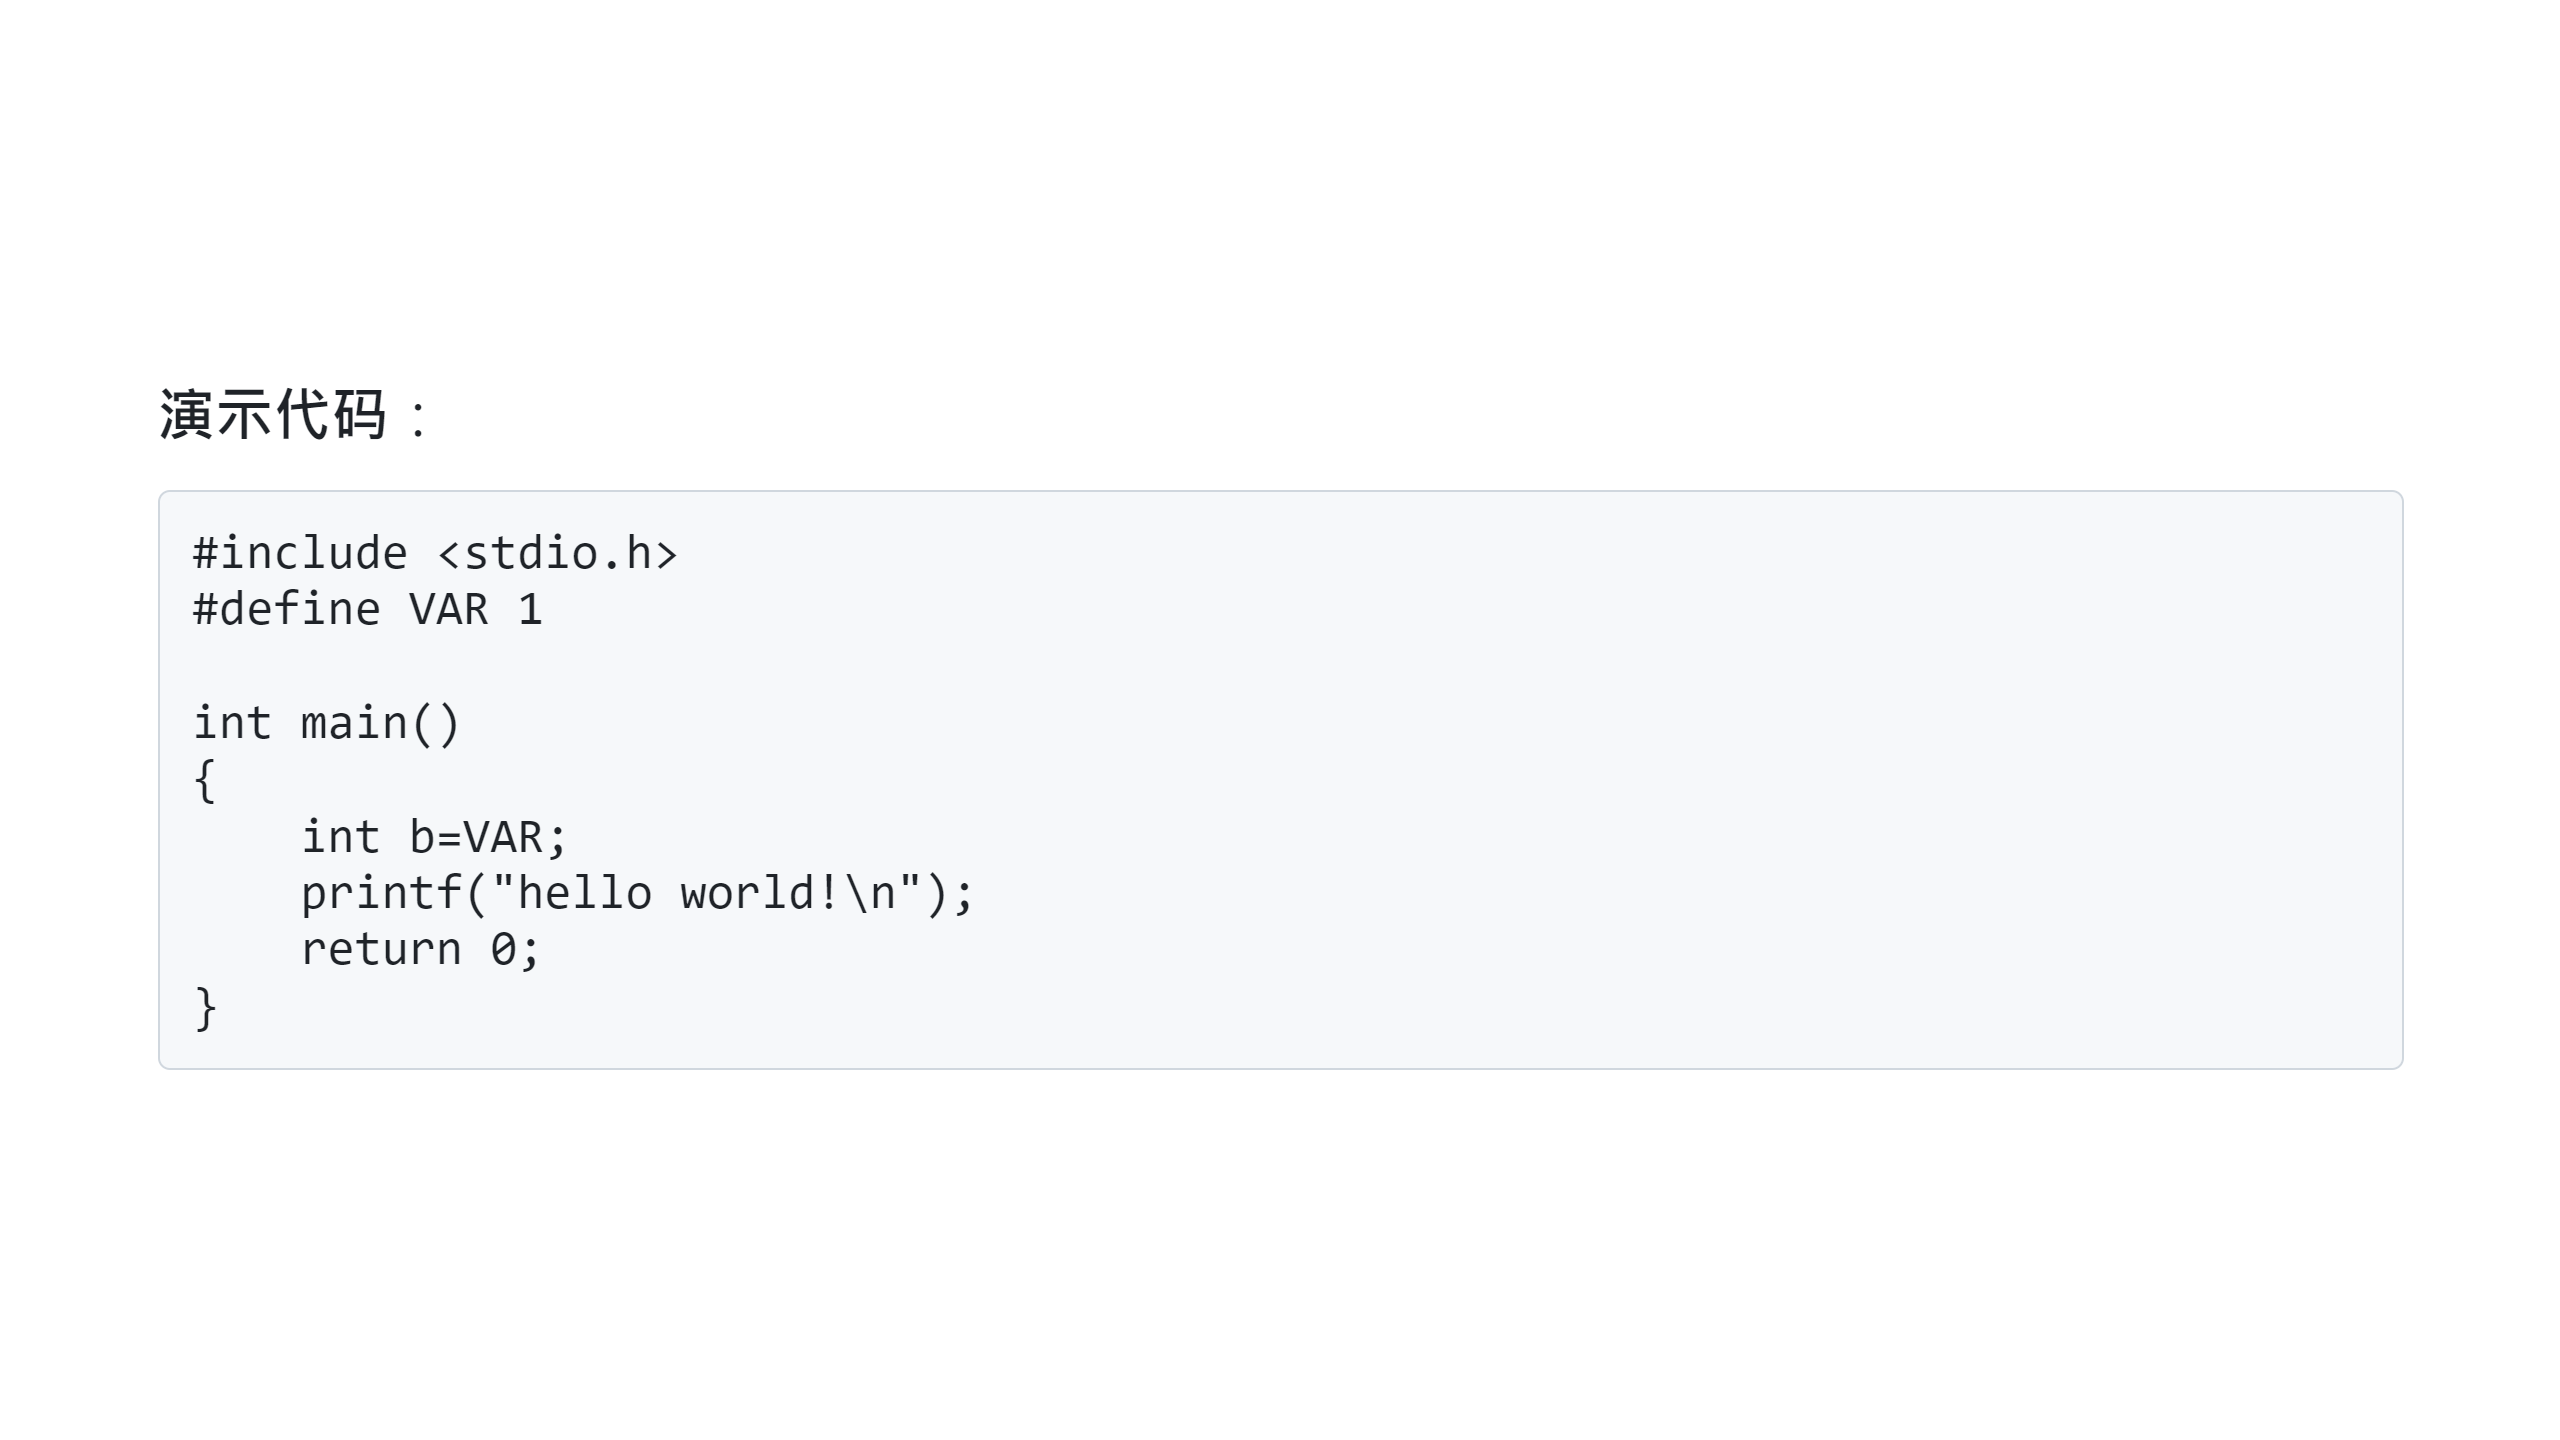 演示代码：
#include <stdio.h>
#define VAR 1

int main()
{
    int b=VAR;
    printf("hello world!\n");
    return 0;
}